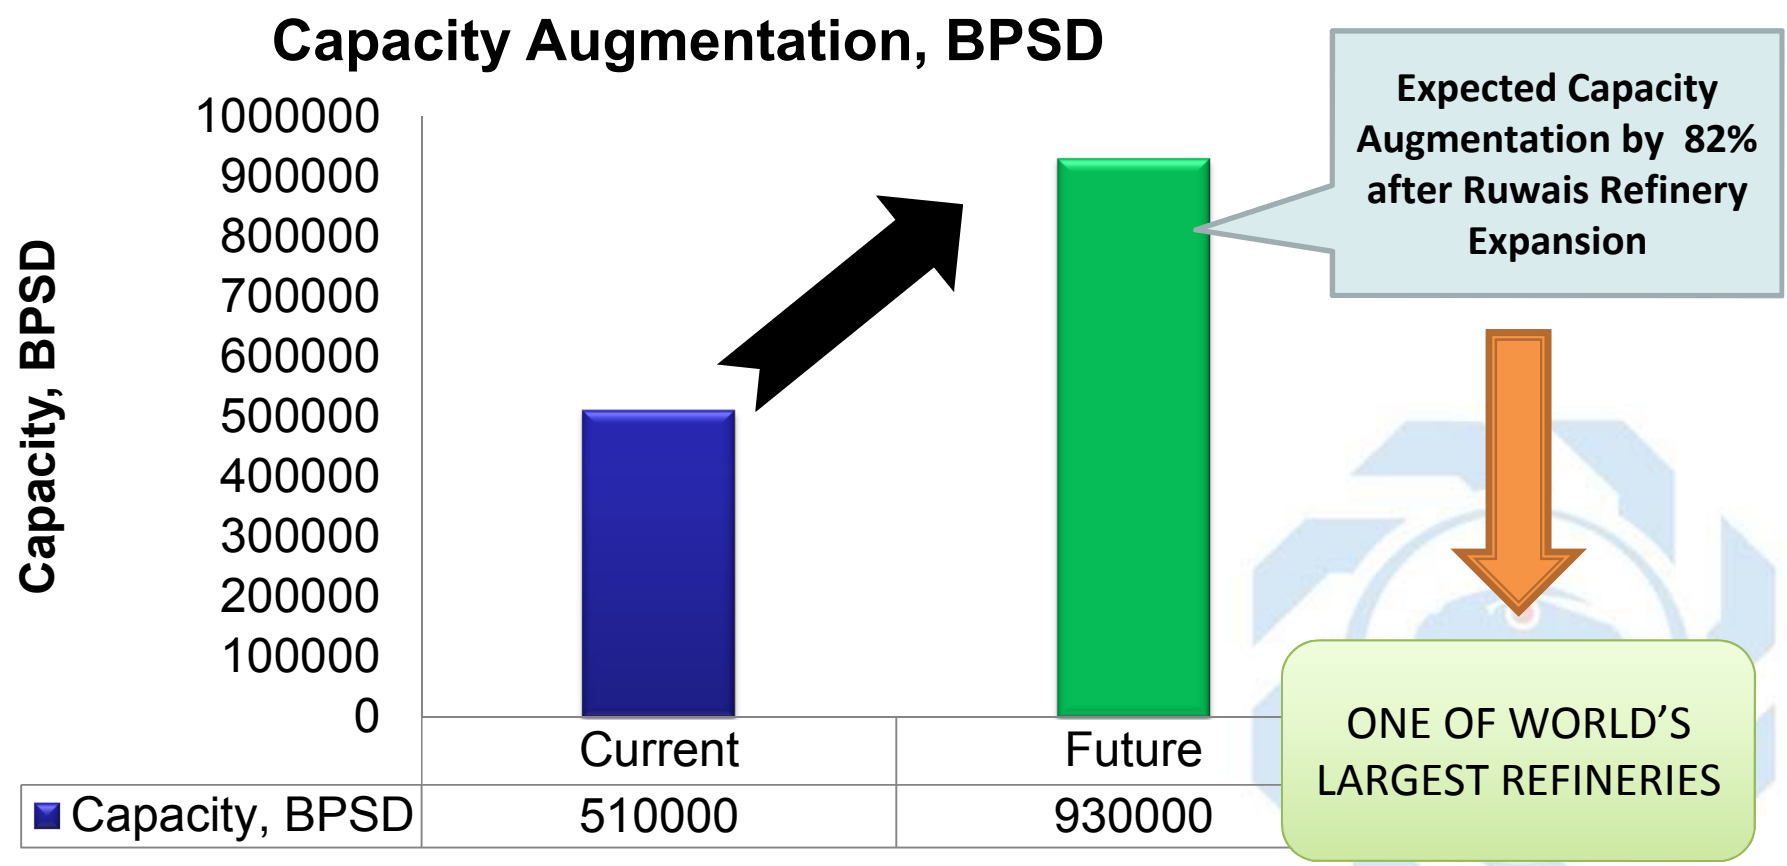 Capacity Augmentation, BPSD
Expected Capacity
Augmentation by 82%
after Ruwais Refinery
Expansion
Capacity, BPSD
1000000
900000
800000
700000
600000
500000
400000
300000
200000
100000
0
Current
Future
Capacity, BPSD
510000
930000
ONE OF WORLD'S
LARGEST REFINERIES